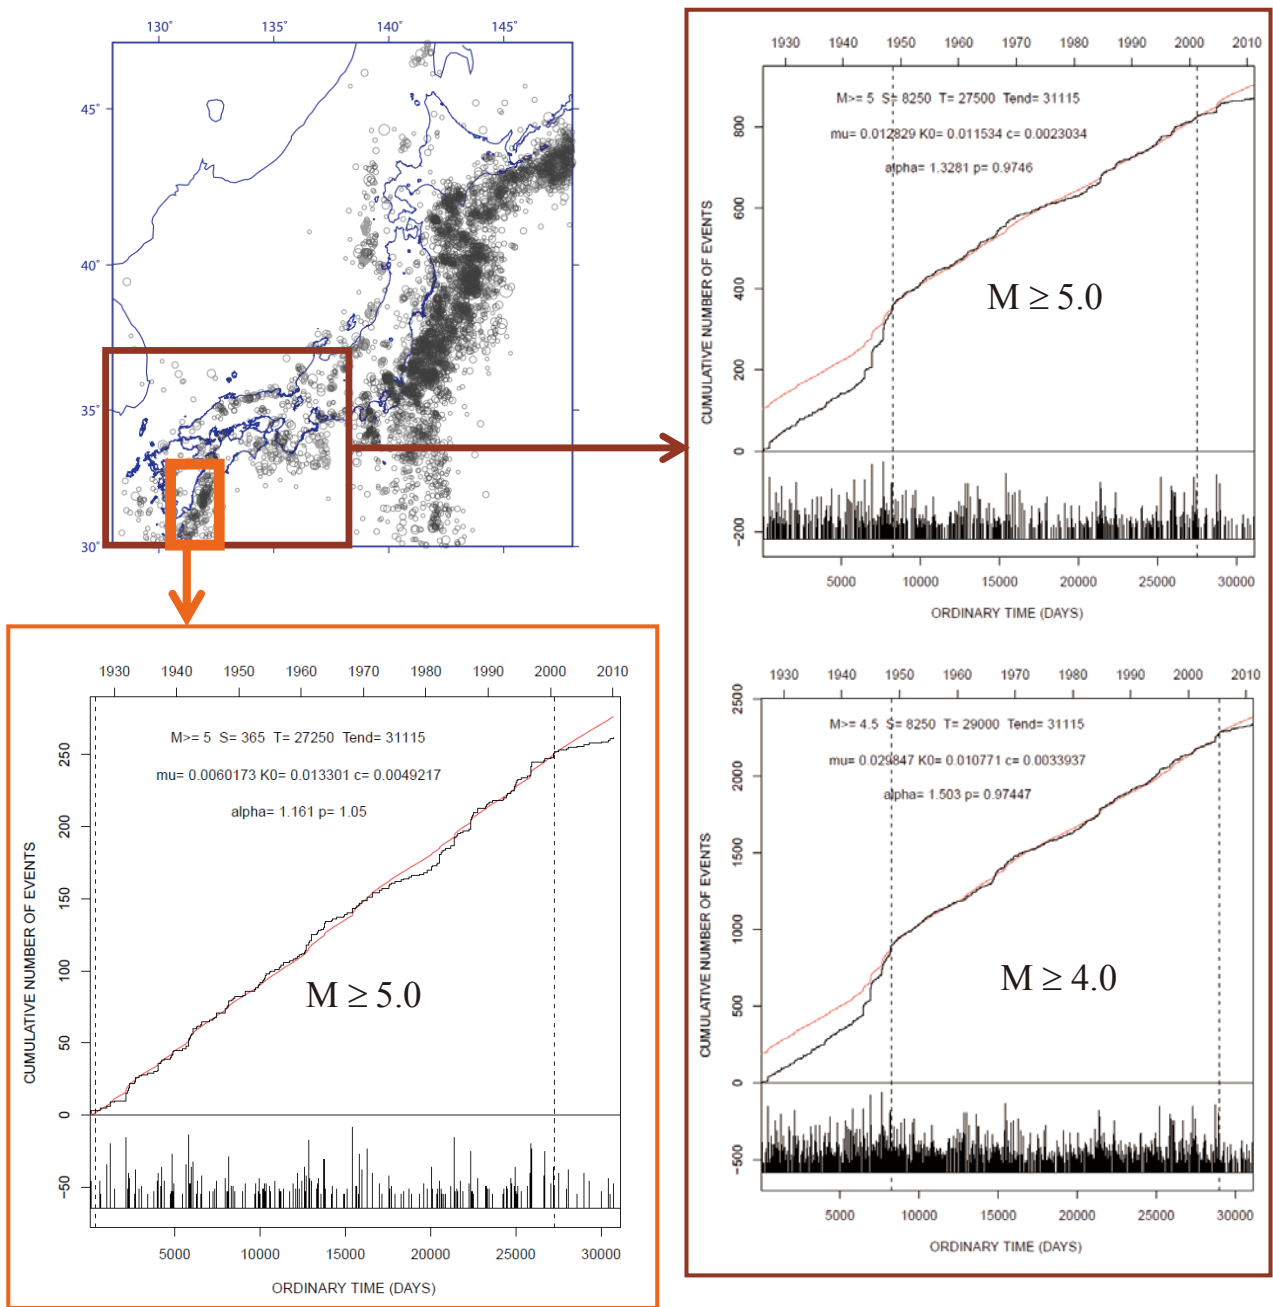 130° 135° 140° 145°
45°
40°
35°
30°
1930 1940 1950 1960 1970 1980 1990 2000 2010
M>= 5 S= 8250 T= 27500 Tend= 31115
mu= 0.012829 K0= 0.011534 c= 0.0023034
alpha= 1.3281 p= 0.9746
M ≥ 5.0
CUMULATIVE NUMBER OF EVENTS
800
600
400
200
0
−200
5000 10000 15000 20000 25000 30000
ORDINARY TIME (DAYS)
1930 1940 1950 1960 1970 1980 1990 2000 2010
M>= 5 S= 365 T= 27250 Tend= 31115
mu= 0.0060173 K0= 0.013301 c= 0.0049217
alpha= 1.161 p= 1.05
M ≥ 5.0
CUMULATIVE NUMBER OF EVENTS
250
200
150
100
50
0
−50
5000 10000 15000 20000 25000 30000
ORDINARY TIME (DAYS)
1930 1940 1950 1960 1970 1980 1990 2000 2010
M>= 4.5 S= 8250 T= 29000 Tend= 31115
mu= 0.029847 K0= 0.010771 c= 0.0033937
alpha= 1.503 p= 0.97447
M ≥ 4.0
CUMULATIVE NUMBER OF EVENTS
2500
2000
1500
1000
500
0
−500
5000 10000 15000 20000 25000 30000
ORDINARY TIME (DAYS)